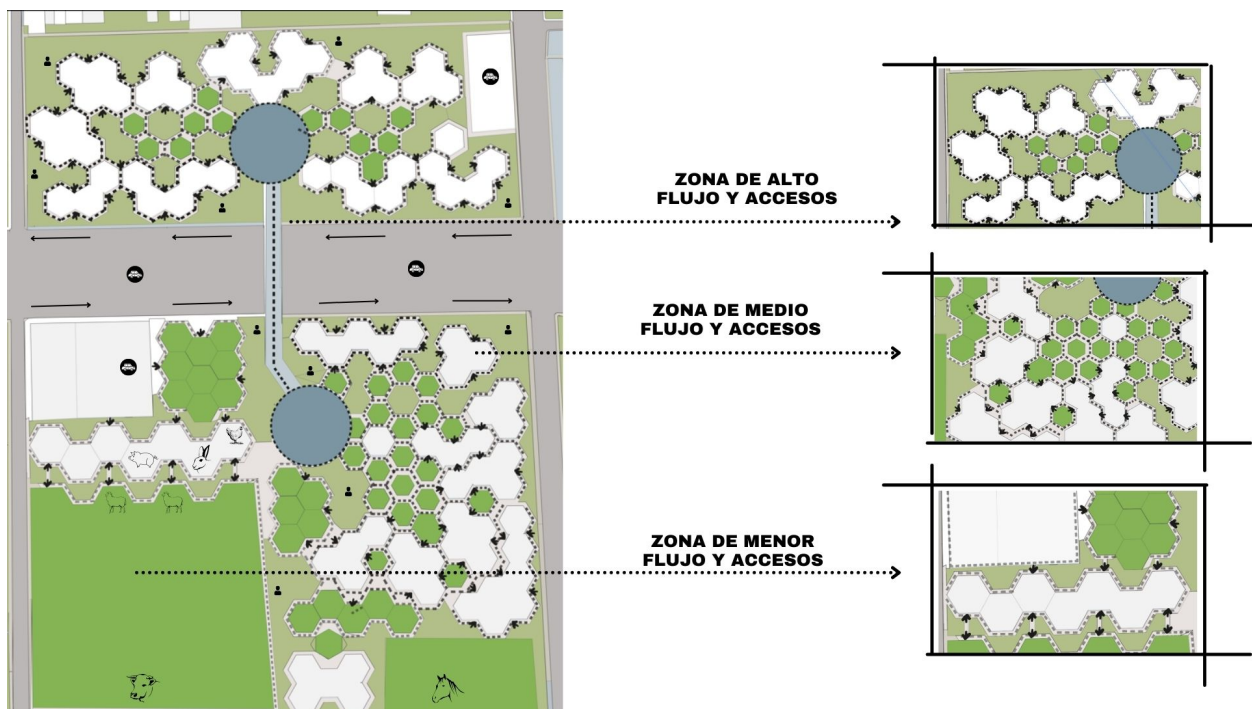 ZONA DE ALTO
FLUJO Y ACCESOS
ZONA DE MEDIO
FLUJO Y ACCESOS
ZONA DE MENOR
FLUJO Y ACCESOS